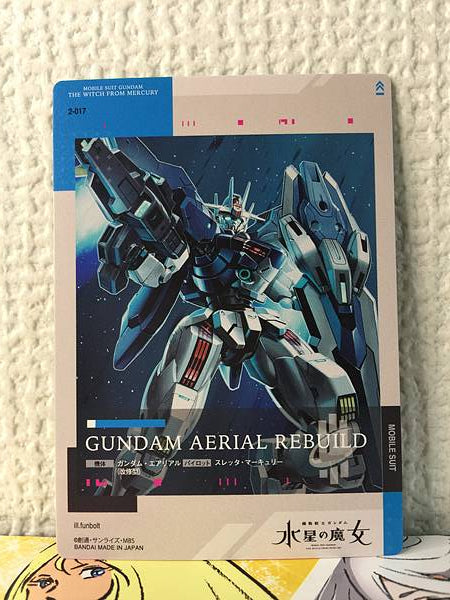 MOBILE SUIT GUNDAM
THE WITCH FROM MERCURY
2-017
GUNDAM AERIAL REBUILD
MOBILE SUIT
機体 ガンダム・エアリアル パイロット スレッタ・マーキュリー
(改修型)
ill.funbolt
©創通・サンライズ・MBS
BANDAI MADE IN JAPAN
機動戦士ガンダム
水星の魔女